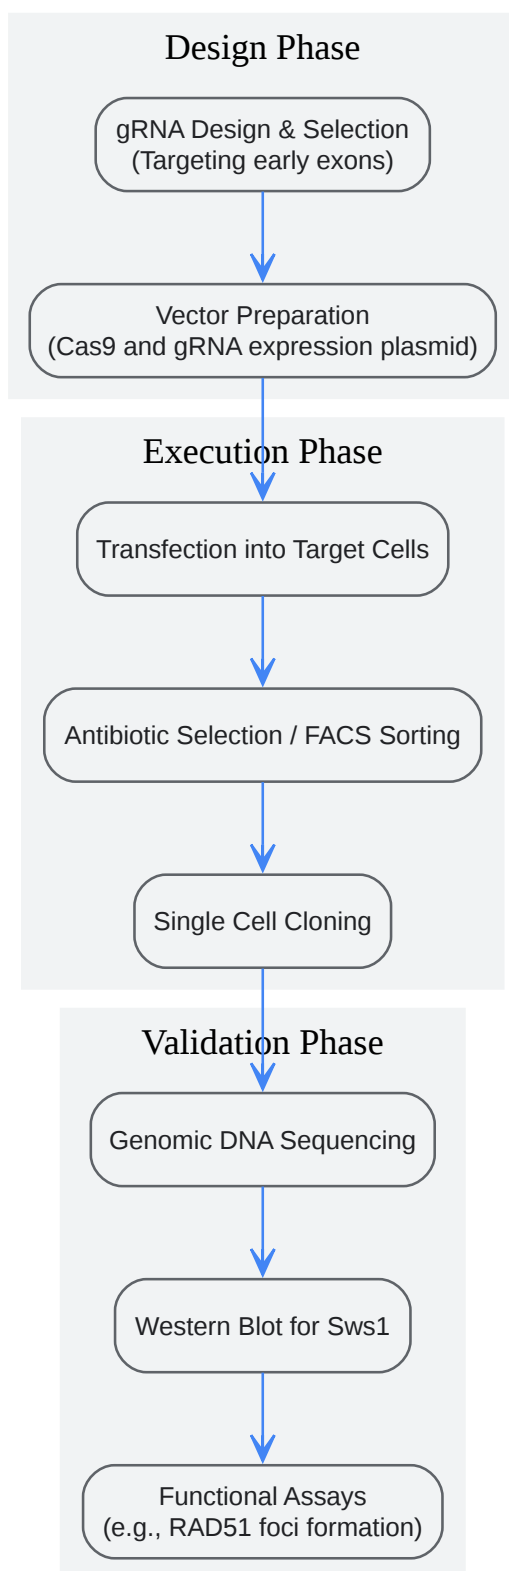 Design Phase
gRNA Design & Selection
(Targeting early exons)
Vector Preparation
(Cas9 and gRNA expression plasmid)
Execution Phase
Transfection into Target Cells
Antibiotic Selection / FACS Sorting
Single Cell Cloning
Validation Phase
Genomic DNA Sequencing
Western Blot for Sws1
Functional Assays
(e.g., RAD51 foci formation)